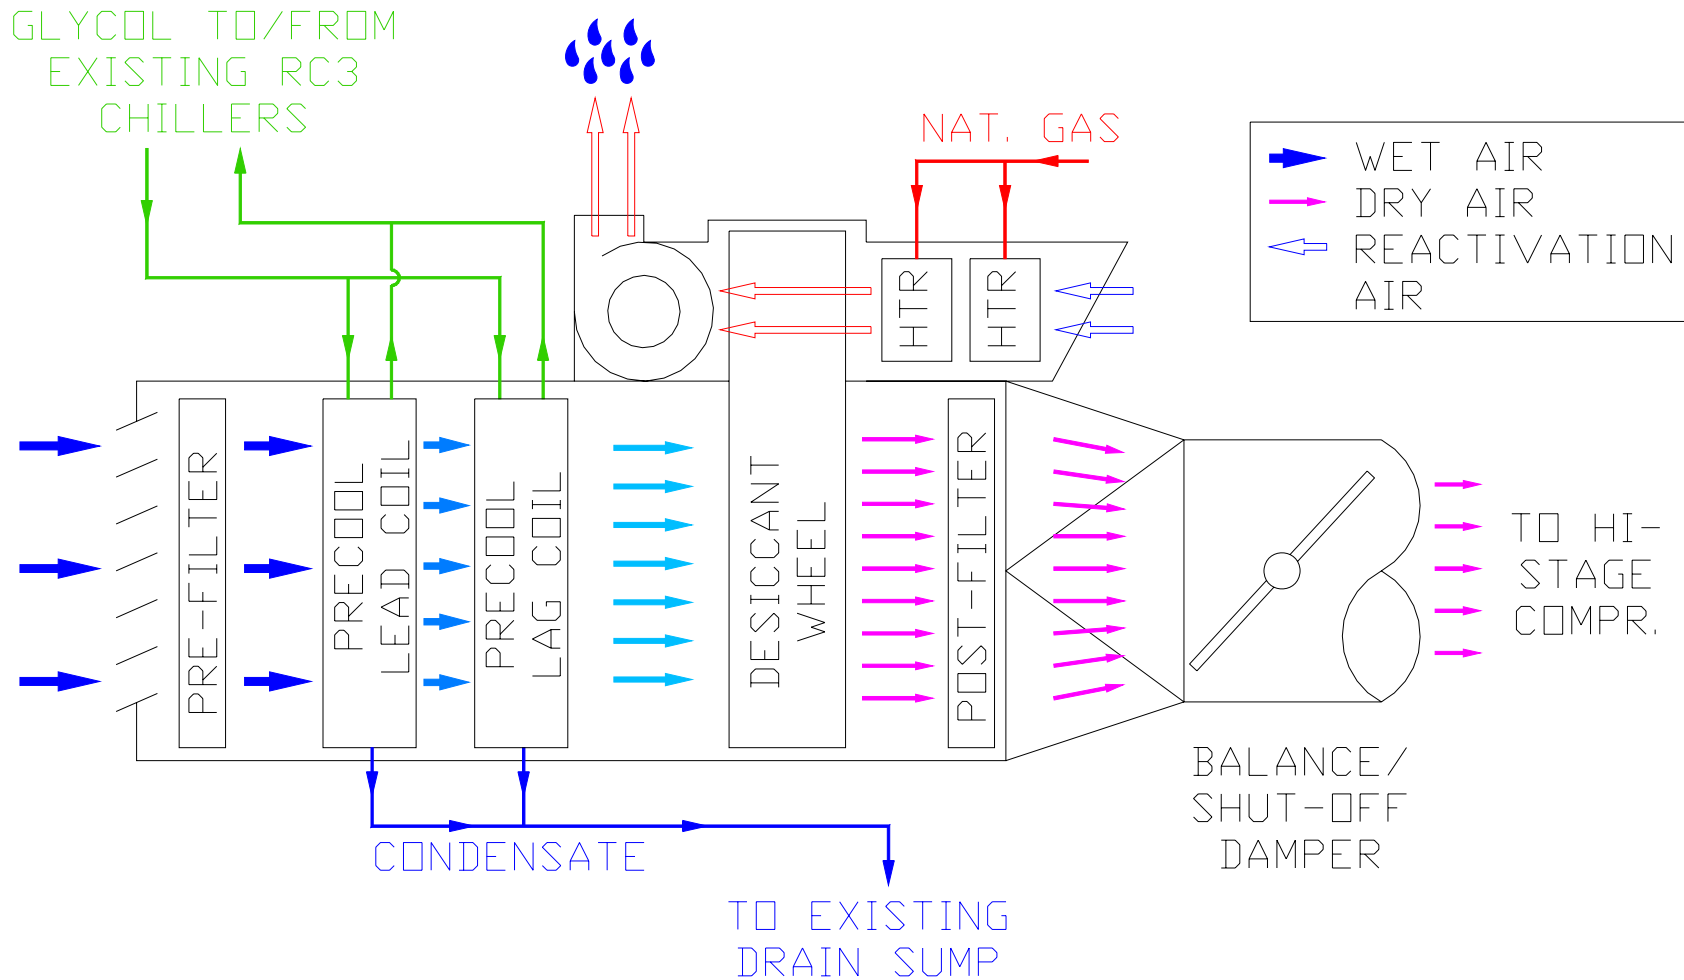 GLYCOL TO/FROM
EXISTING RC3
CHILLERS
NAT. GAS
WET AIR
DRY AIR
REACTIVATION
AIR
HTR
HTR
PRE-FILTER
PRECOOL
LEAD COIL
PRECOOL
LAG COIL
DESICCANT
WHEEL
POST-FILTER
TO HI-
STAGE
COMPR.
BALANCE/
SHUT-OFF
DAMPER
CONDENSATE
TO EXISTING
DRAIN SUMP